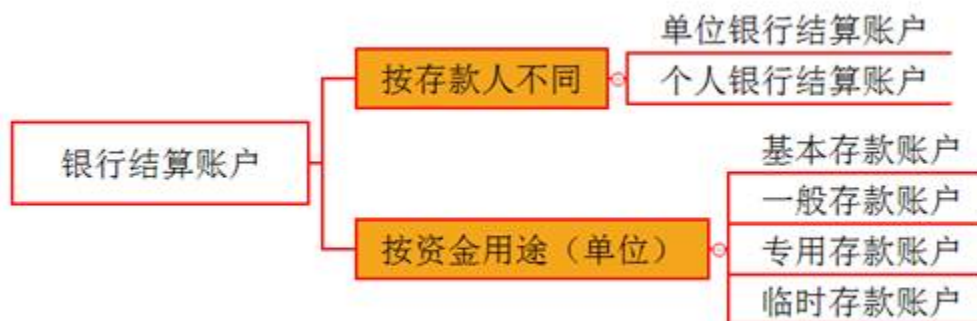 单位银行结算账户
按存款人不同
个人银行结算账户
银行结算账户
基本存款账户
一般存款账户
按资金用途（单位）
专用存款账户
临时存款账户